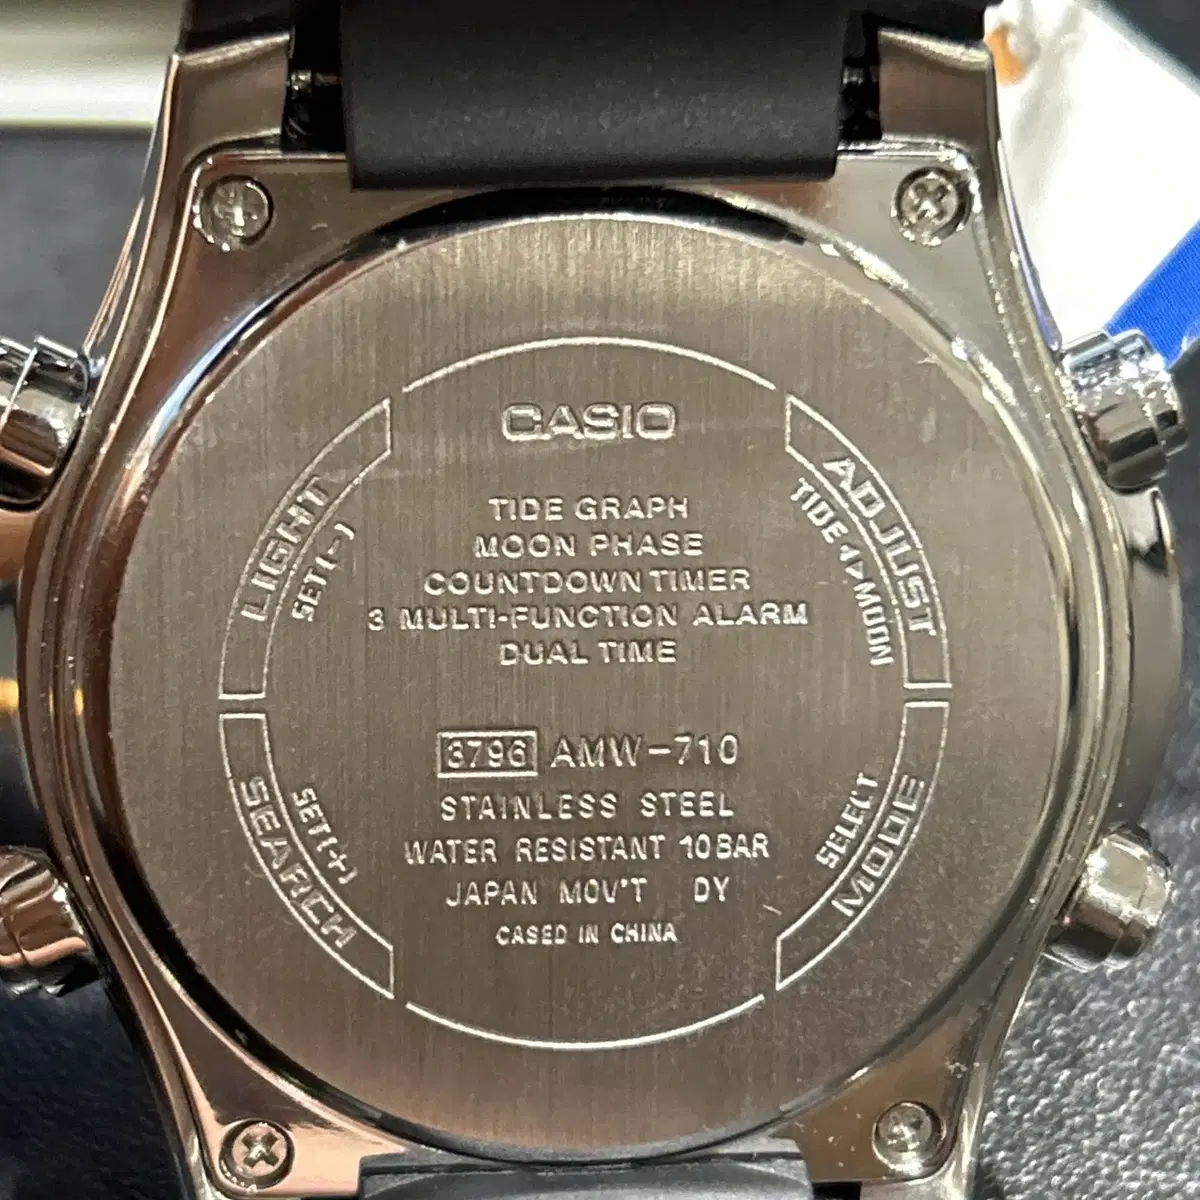 CASIO
TIDE GRAPH
MOON PHASE
COUNTDOWN TIMER
3 MULTI-FUNCTION ALARM
DUAL TIME
3796 AMW-710
STAINLESS STEEL
WATER RESISTANT 10BAR
JAPAN MOV'T DY
CASED IN CHINA
LIGHT
SET(-)
ADJUST
TIDE◁▷MOON
SEARCH
SET(+)
SELECT
MODE